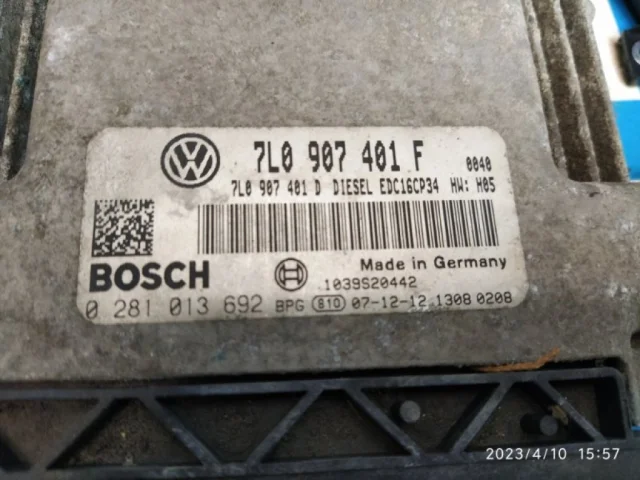 7L0 907 401 F 0040
7L0 907 401 D DIESEL EDC16CP34 HW: H05
BOSCH Made in Germany
1039S20442
0 281 013 692 BPG 810 07-12-12 1308 0208
2023/4/10 15:57